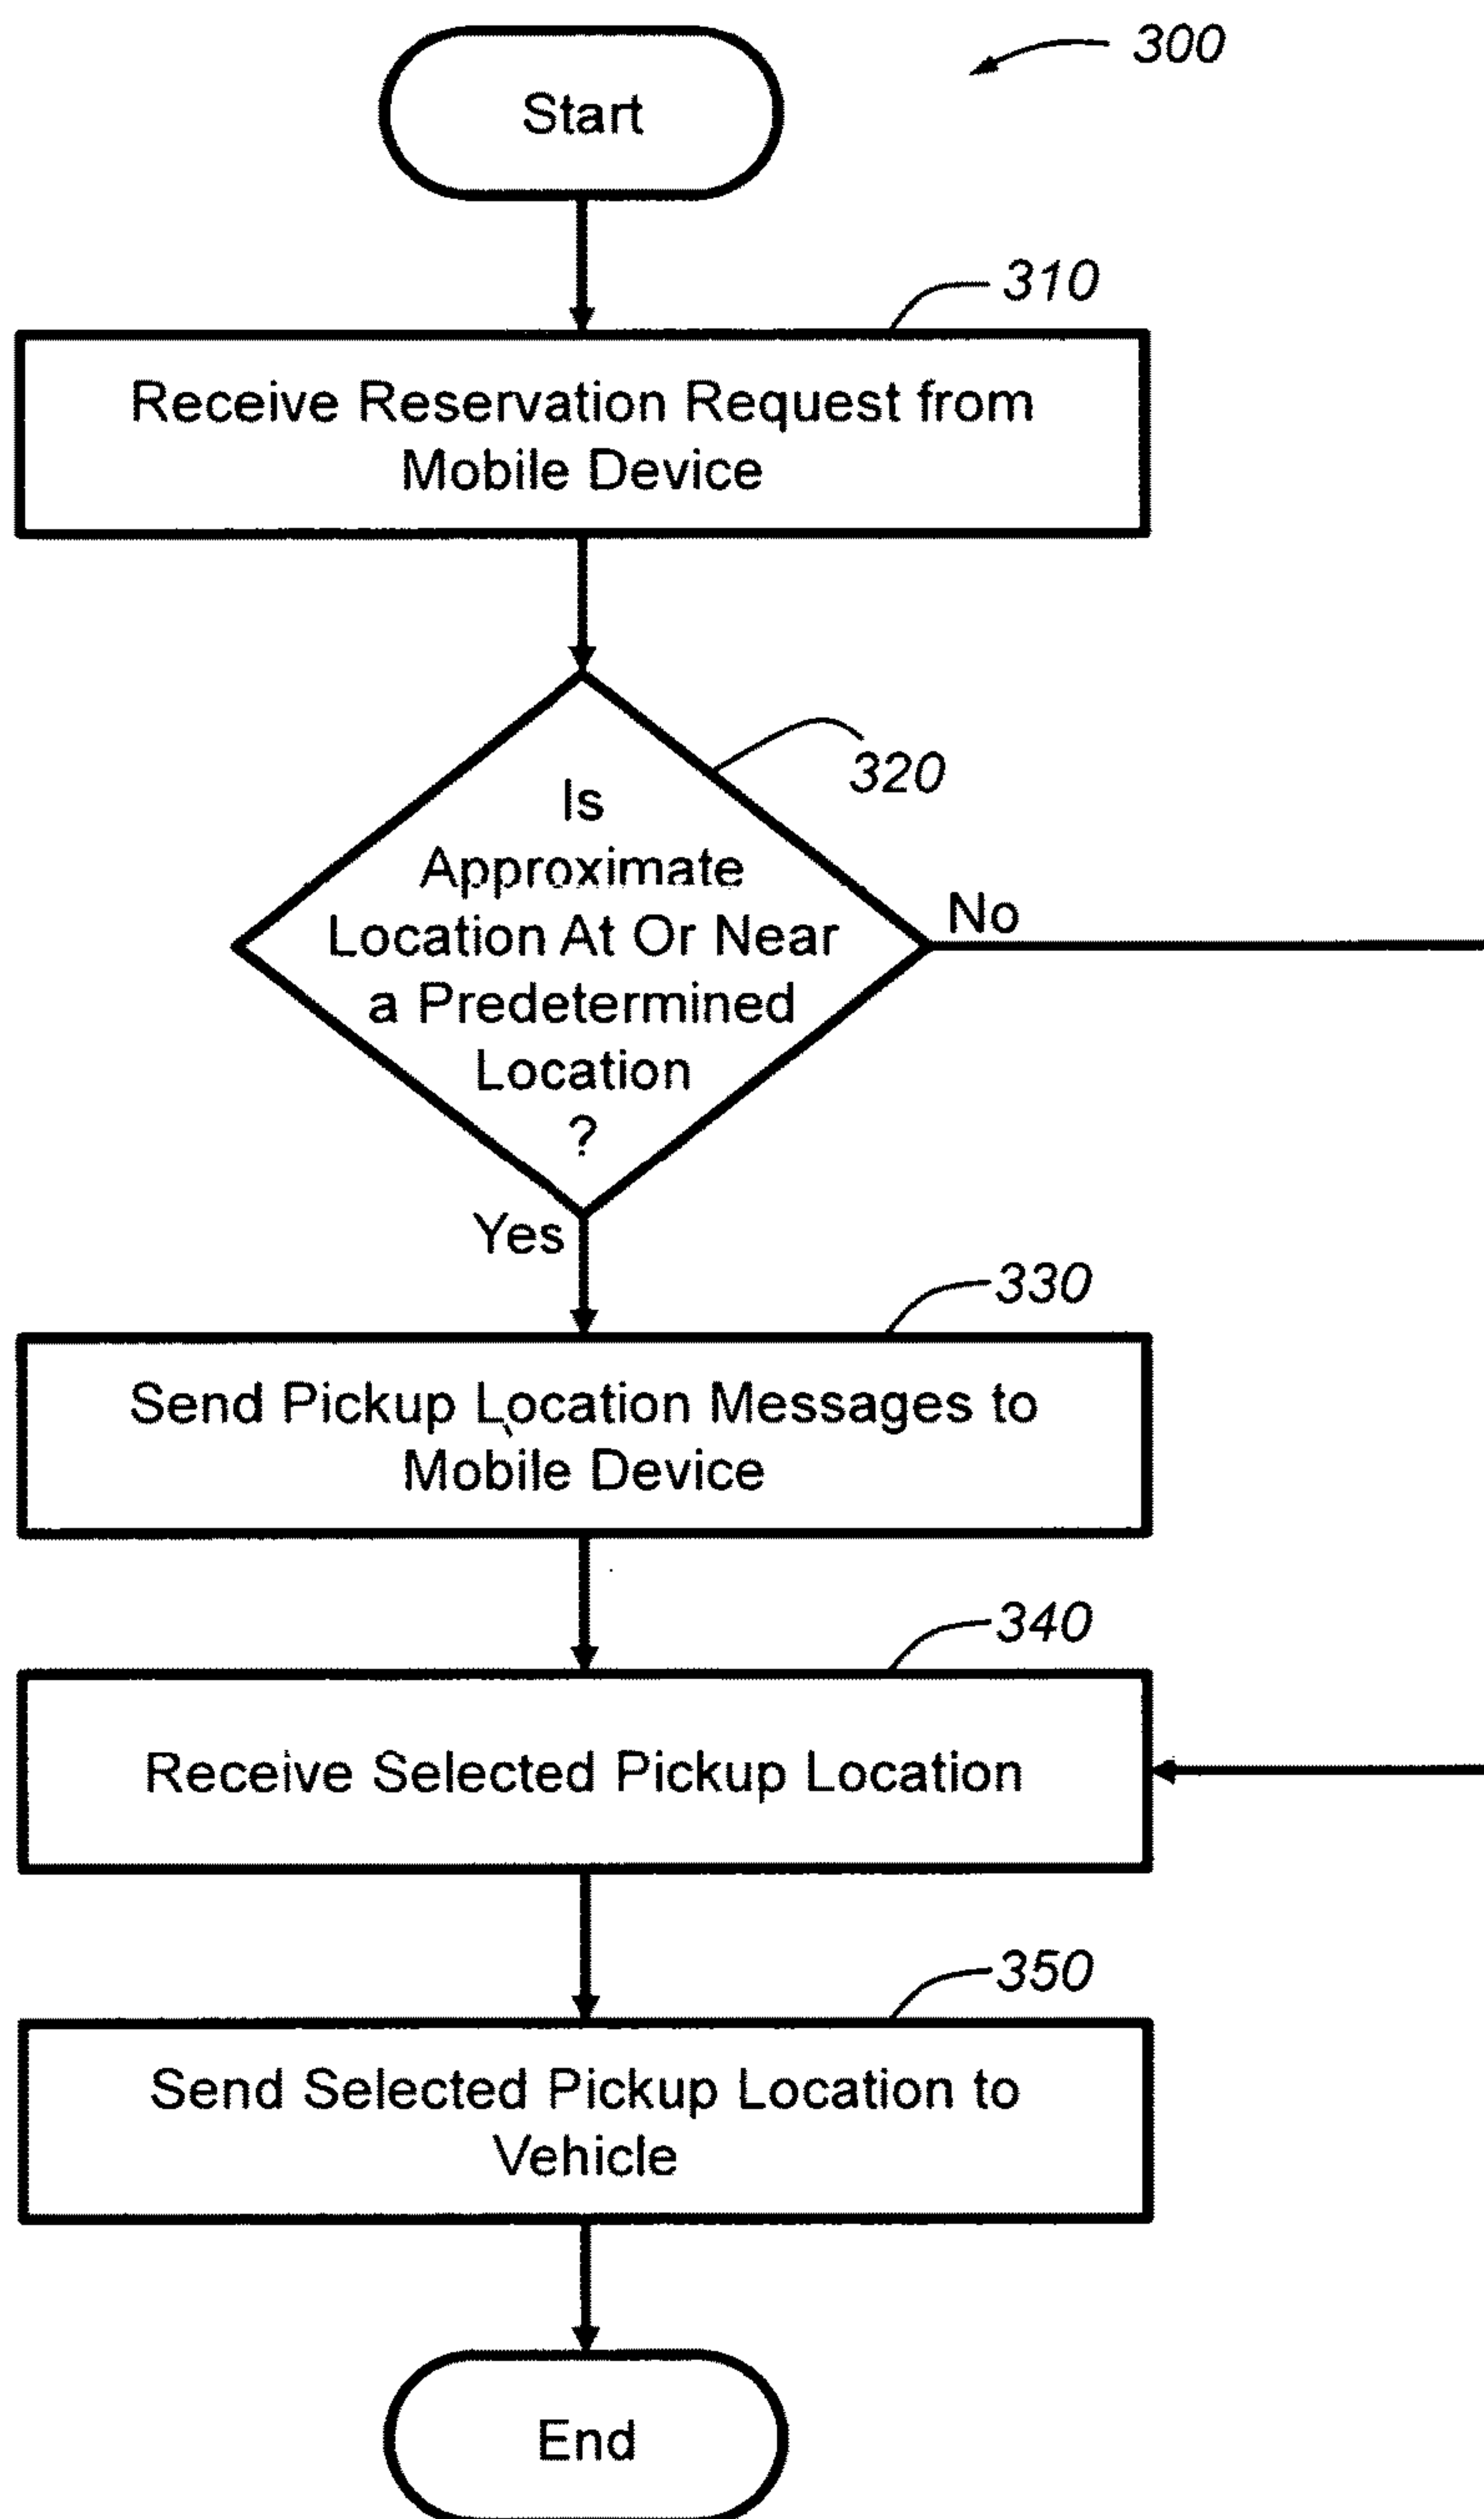 300
Start
310
Receive Reservation Request from
Mobile Device
320
Is
Approximate
Location At Or Near
a Predetermined
Location
?
No
Yes
330
Send Pickup Location Messages to
Mobile Device
340
Receive Selected Pickup Location
350
Send Selected Pickup Location to
Vehicle
End